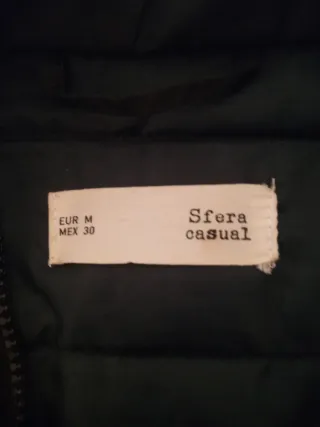 EUR M
MEX 30
Sfera
casual